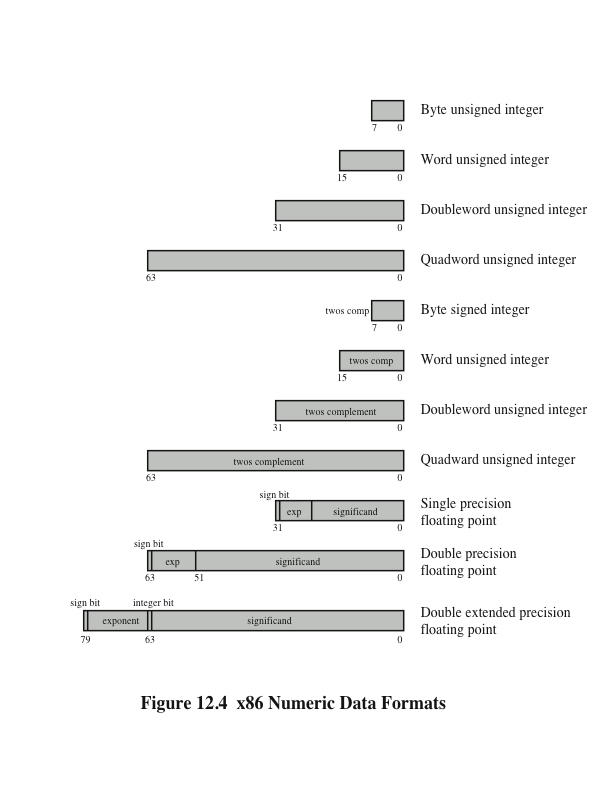 Byte unsigned integer
7 0
Word unsigned integer
15 0
Doubleword unsigned integer
31 0
Quadword unsigned integer
63 0
twos comp Byte signed integer
7 0
twos comp Word unsigned integer
15 0
twos complement Doubleword unsigned integer
31 0
twos complement Quadward unsigned integer
63 0
sign bit
exp significand Single precision
floating point
31 0
sign bit
exp significand Double precision
floating point
63 51 0
sign bit integer bit
exponent significand Double extended precision
floating point
79 63 0
Figure 12.4 x86 Numeric Data Formats